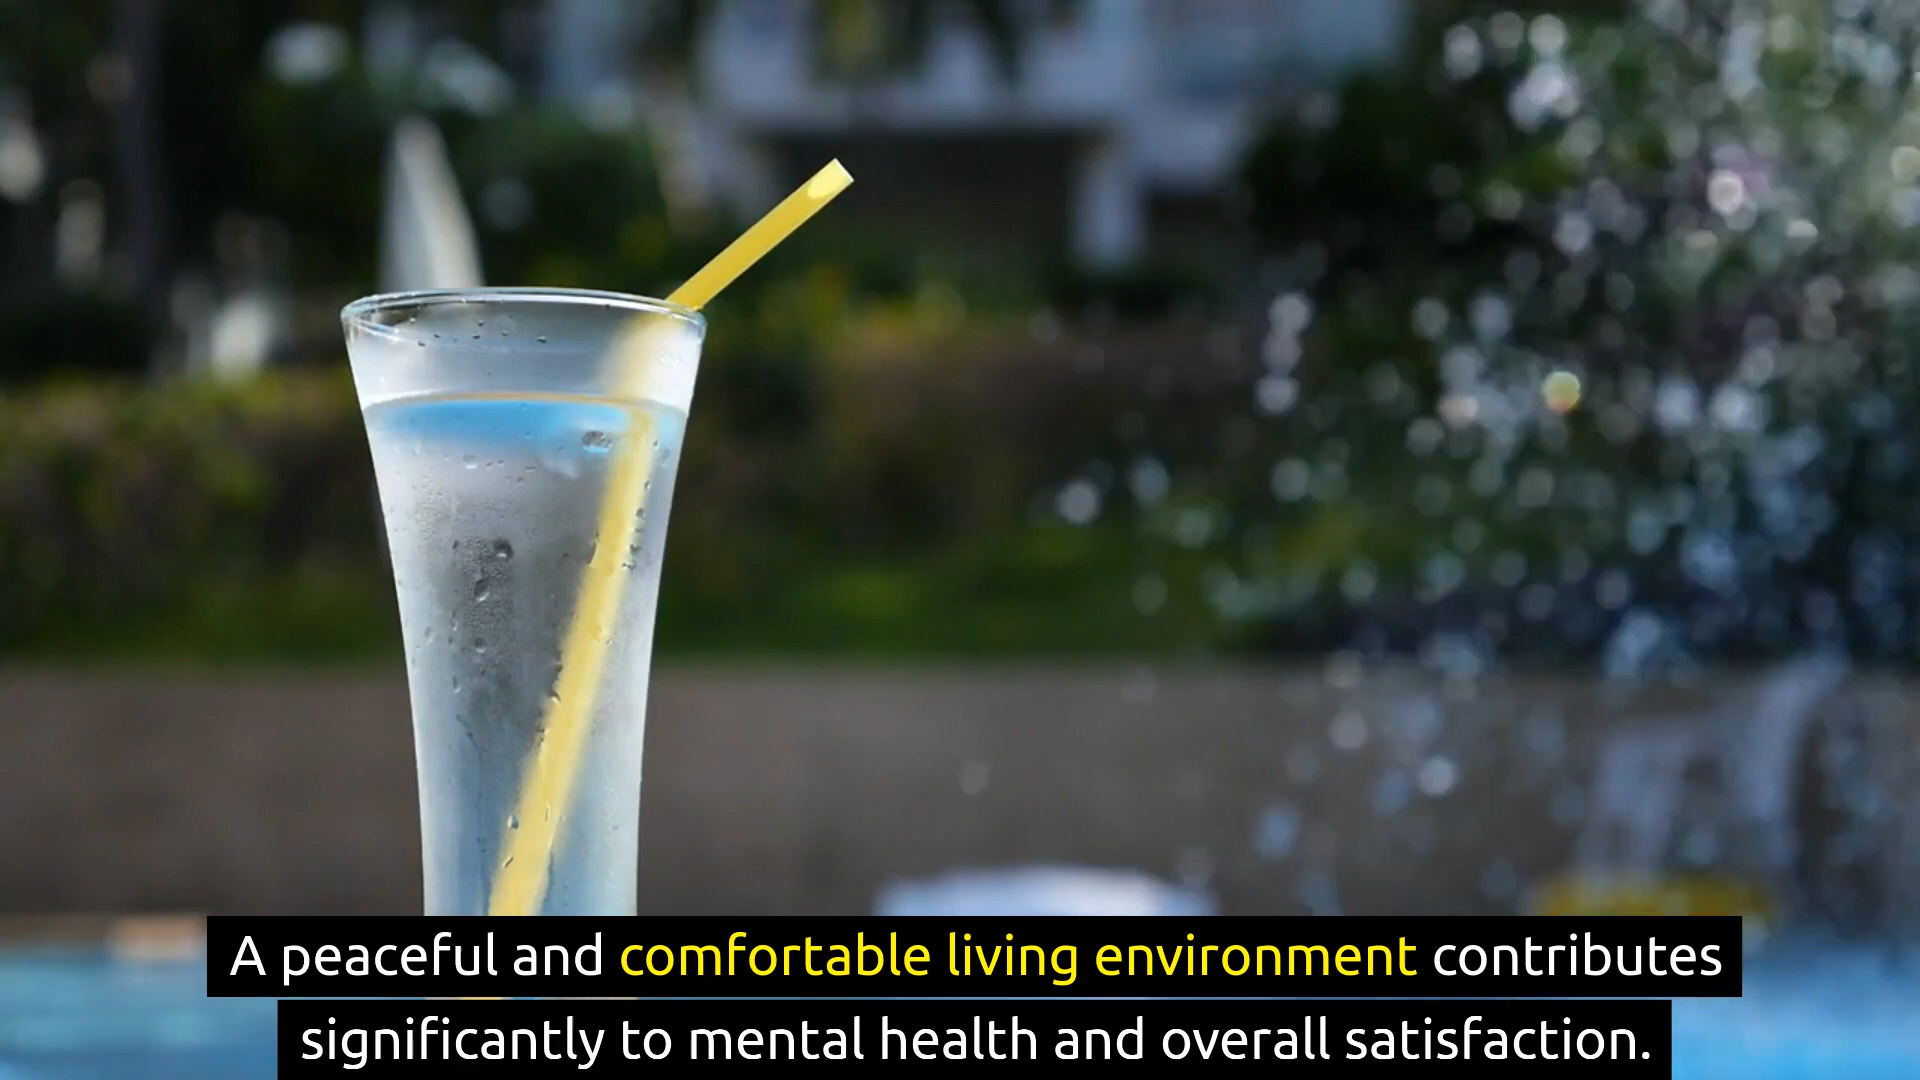 A peaceful and comfortable living environment contributes
significantly to mental health and overall satisfaction.